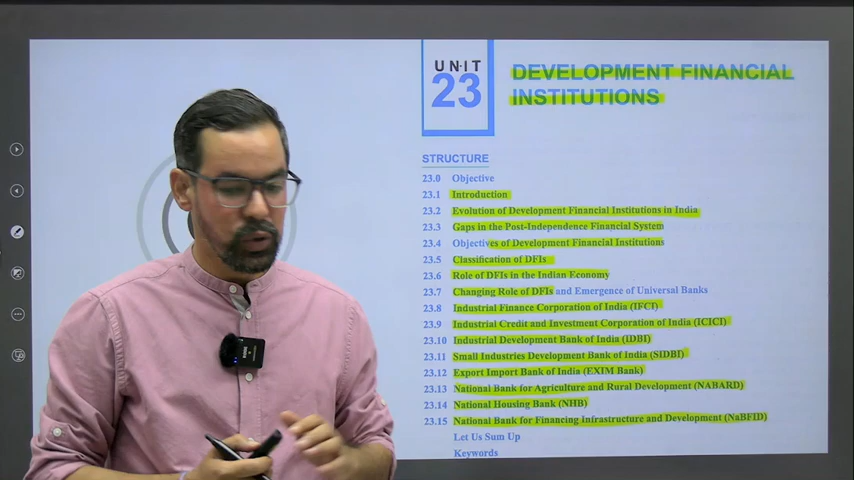 UNIT
23
DEVELOPMENT FINANCIAL
INSTITUTIONS
STRUCTURE
23.0 Objective
23.1 Introduction
23.2 Evolution of Development Financial Institutions in India
23.3 Gaps in the Post-Independence Financial System
23.4 Objectives of Development Financial Institutions
23.5 Classification of DFIs
23.6 Role of DFIs in the Indian Economy
23.7 Changing Role of DFIs and Emergence of Universal Banks
23.8 Industrial Finance Corporation of India (IFCI)
23.9 Industrial Credit and Investment Corporation of India (ICICI)
23.10 Industrial Development Bank of India (IDBI)
23.11 Small Industries Development Bank of India (SIDBI)
23.12 Export Import Bank of India (EXIM Bank)
23.13 National Bank for Agriculture and Rural Development (NABARD)
23.14 National Housing Bank (NHB)
23.15 National Bank for Financing Infrastructure and Development (NaBFID)
Let Us Sum Up
Keywords